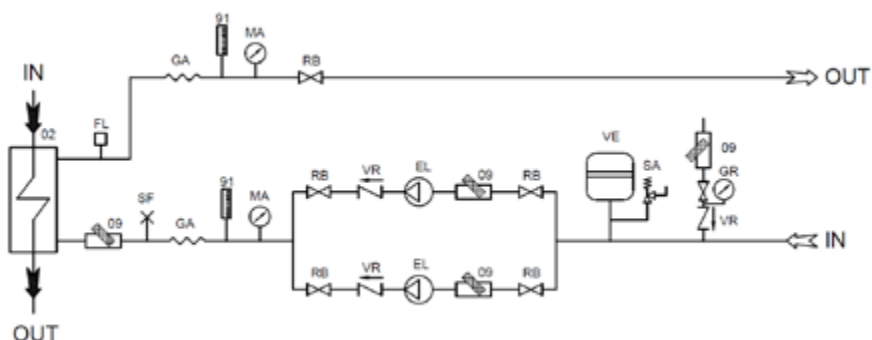 91
MA
GA
RB
IN
OUT
FL
02
VE
09
SA
GR
RB
VR
EL
09
RB
91
MA
SF
09
GA
VR
IN
RB
VR
EL
09
RB
OUT